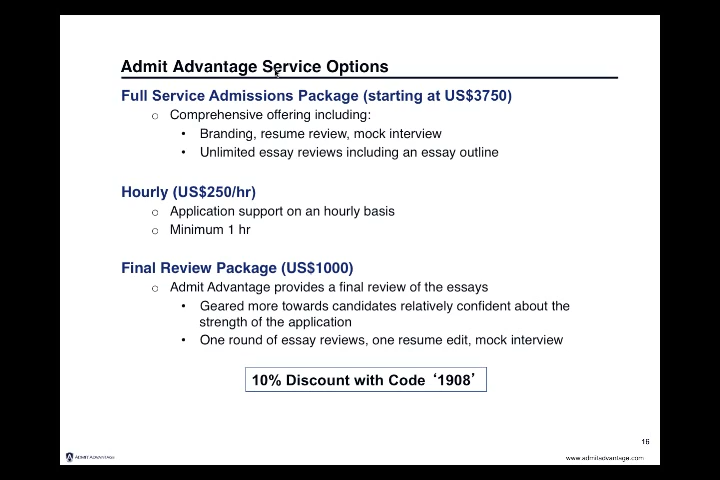 Admit Advantage Service Options
Full Service Admissions Package (starting at US$3750)
○ Comprehensive offering including:
• Branding, resume review, mock interview
• Unlimited essay reviews including an essay outline
Hourly (US$250/hr)
○ Application support on an hourly basis
○ Minimum 1 hr
Final Review Package (US$1000)
○ Admit Advantage provides a final review of the essays
• Geared more towards candidates relatively confident about the
strength of the application
• One round of essay reviews, one resume edit, mock interview
10% Discount with Code ‘1908’
16
ADMIT ADVANTAGE
www.admitadvantage.com